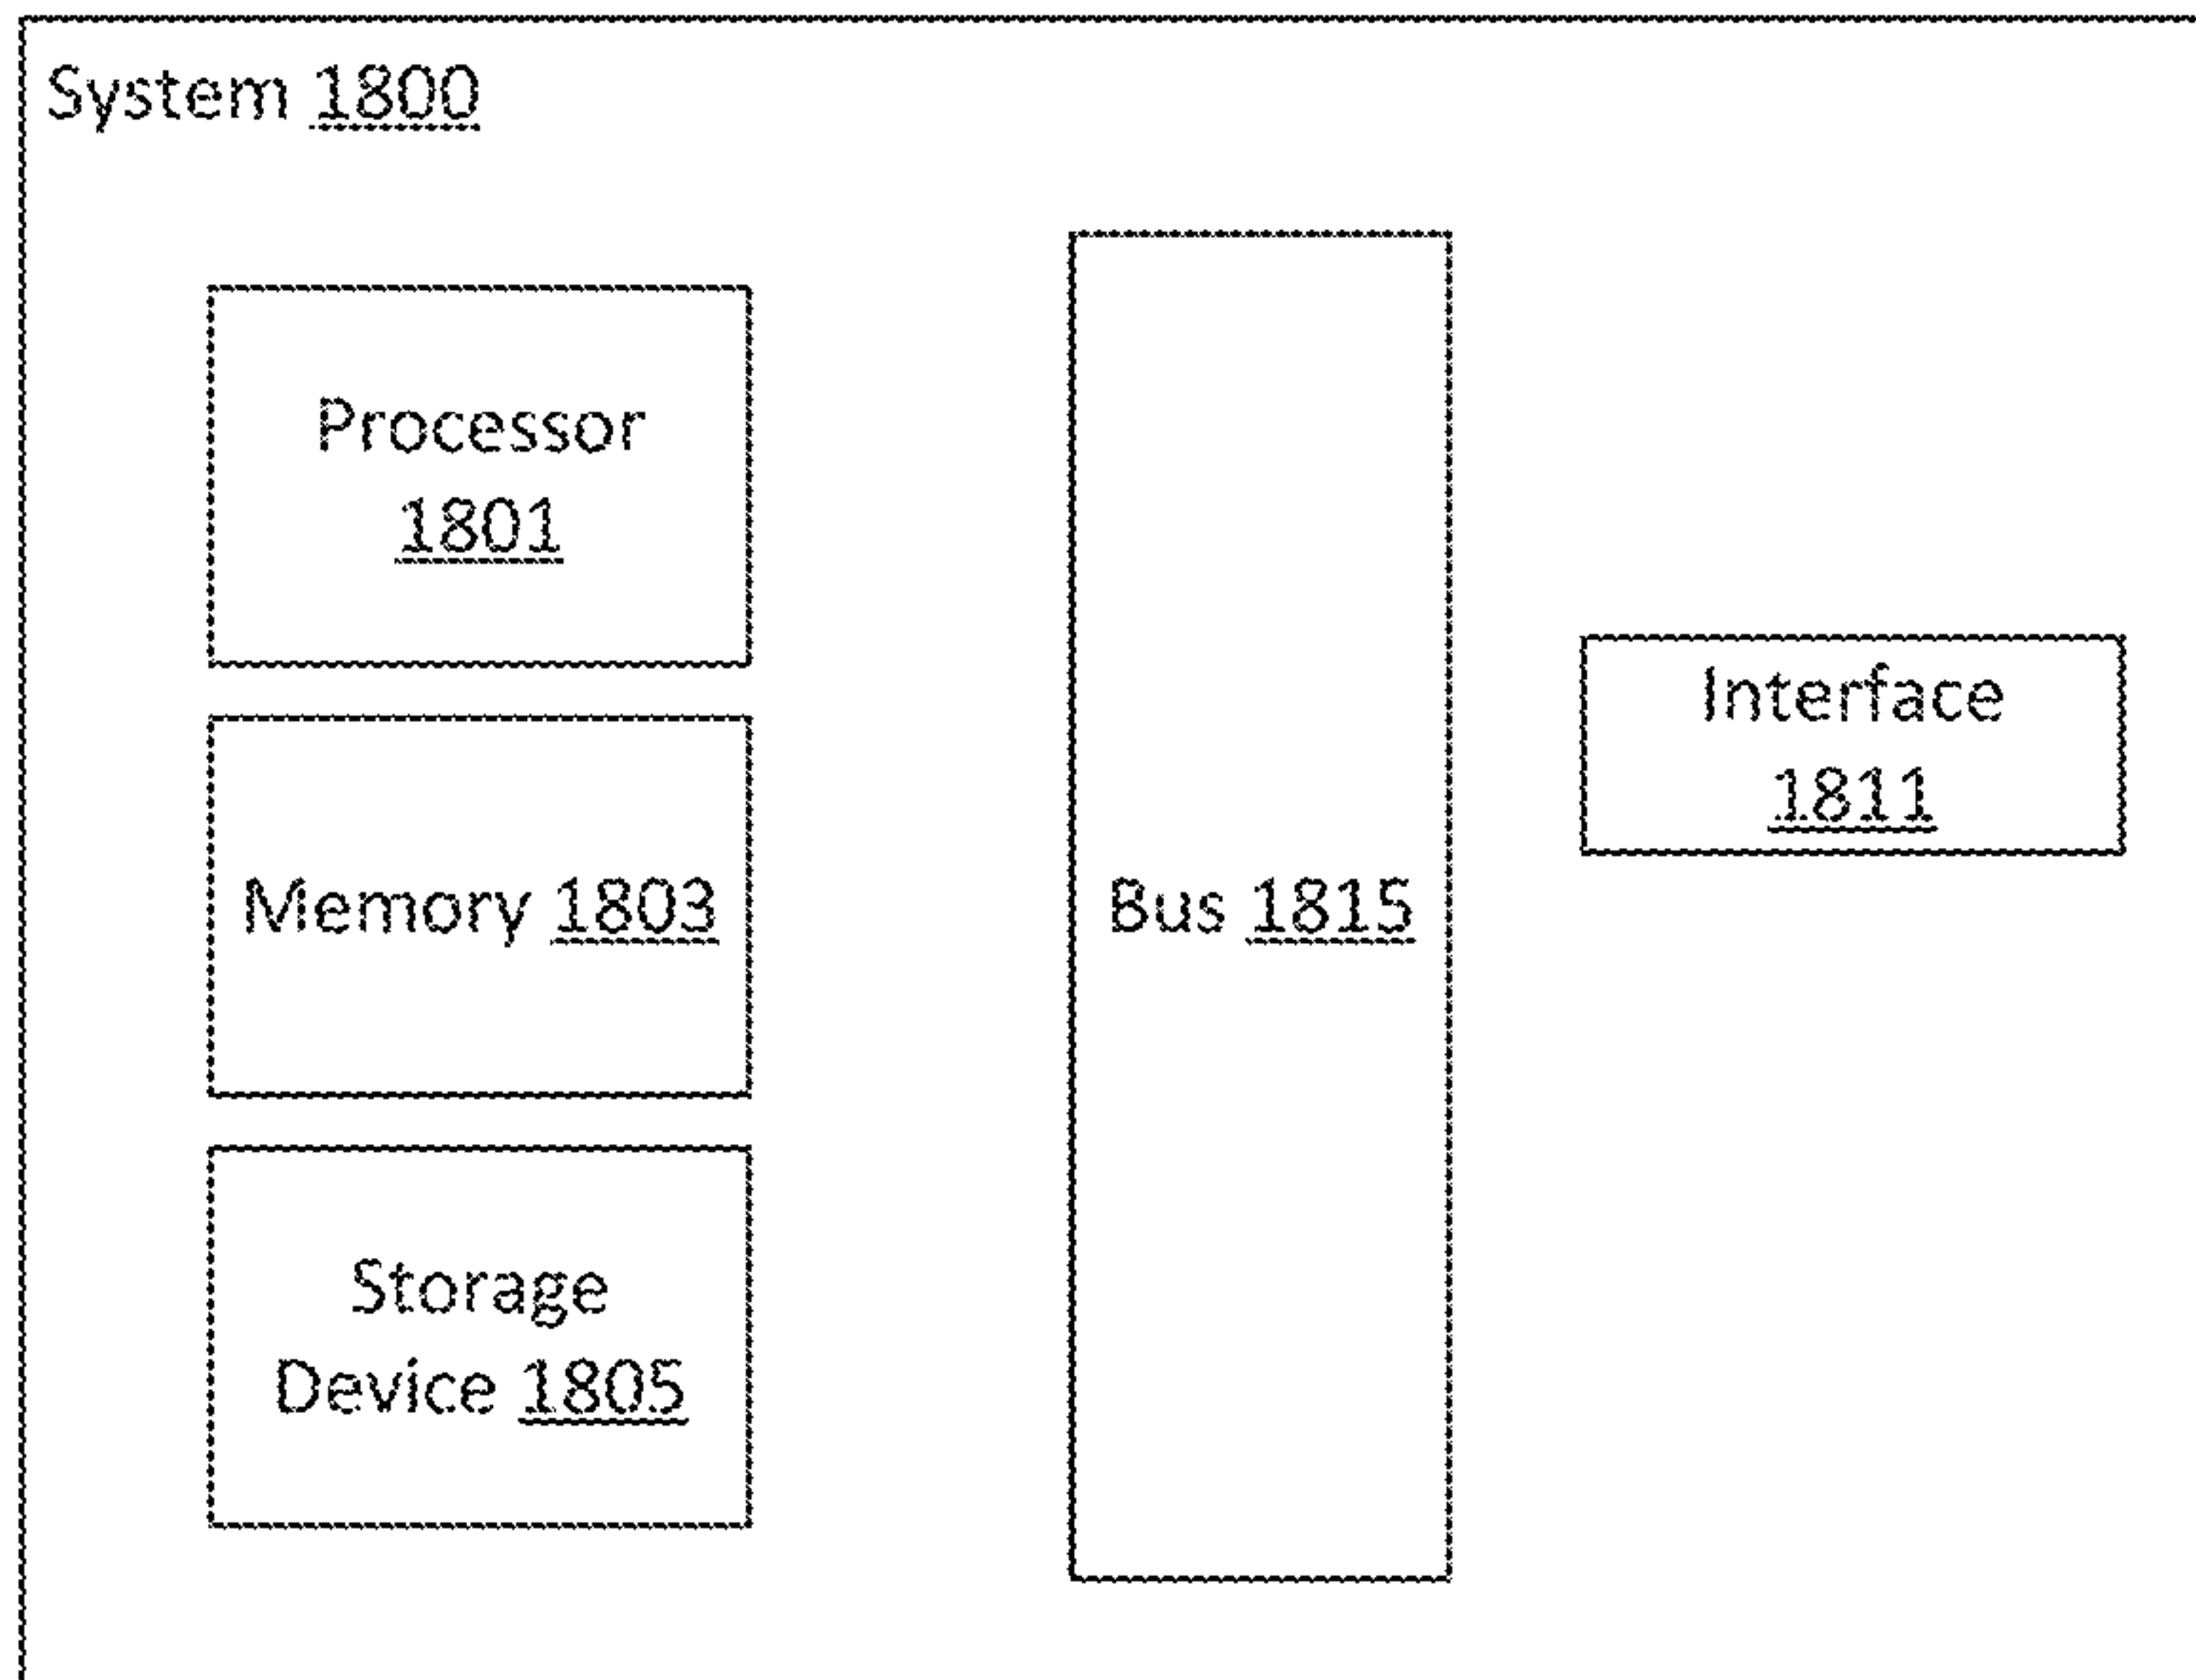 System 1800
Processor
1801
Memory 1803
Storage
Device 1805
Bus 1815
Interface
1811